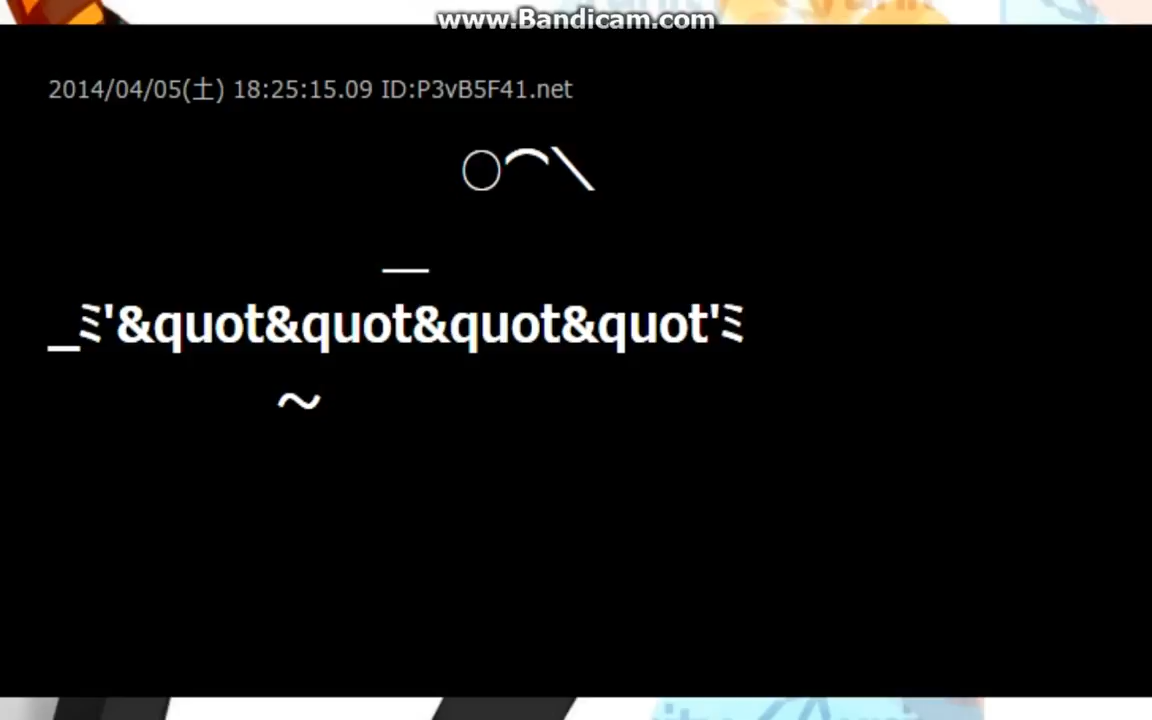 www.Bandicam.com
2014/04/05(土) 18:25:15.09 ID:P3vB5F41.net
○⌒\
__
_ミ'&quot&quot&quot&quot'ミ
~